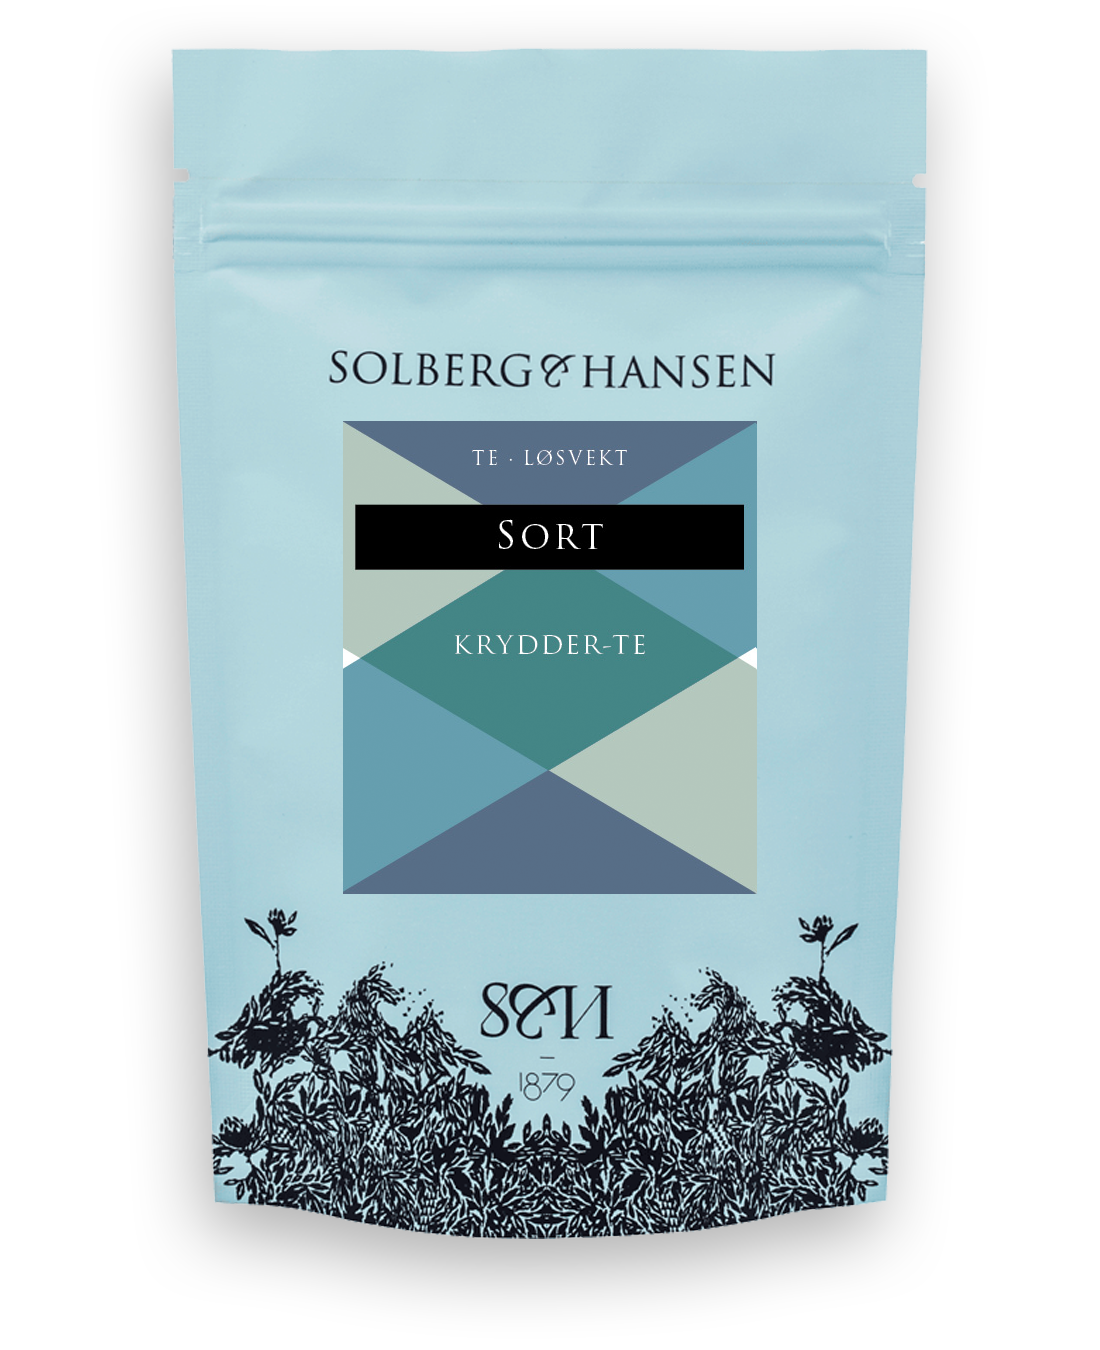 SOLBERG & HANSEN
TE · LØSVEKT
SORT
KRYDDER-TE
S&H
–
1879